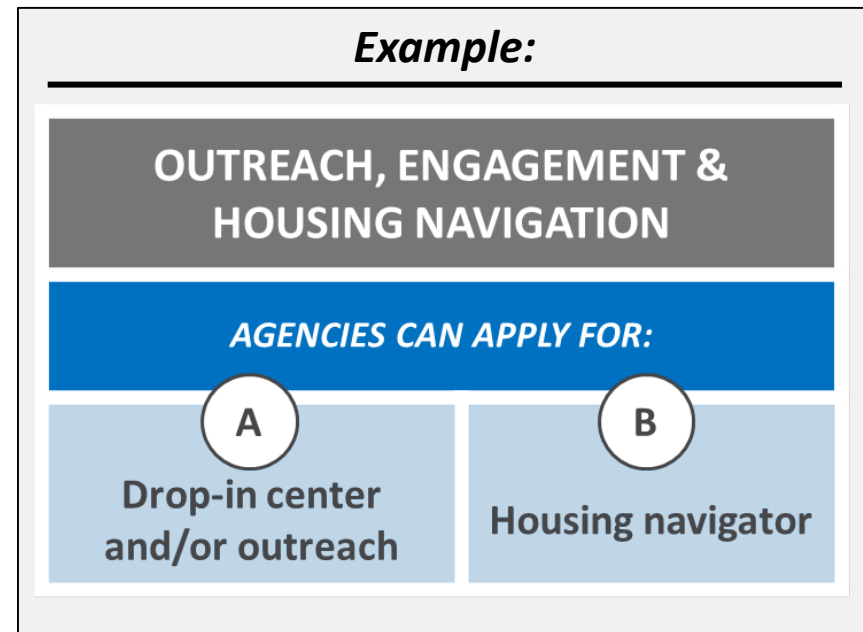 Example:
OUTREACH, ENGAGEMENT &
HOUSING NAVIGATION
AGENCIES CAN APPLY FOR:
A
Drop-in center
and/or outreach
B
Housing navigator